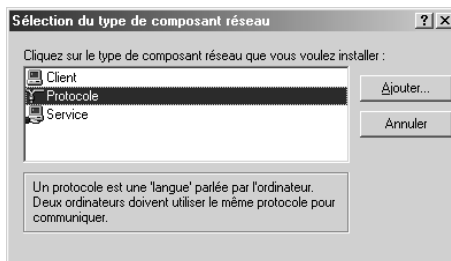 Sélection du type de composant réseau
Cliquez sur le type de composant réseau que vous voulez installer :
Client
Protocole
Service
Ajouter...
Annuler
Un protocole est une 'langue' parlée par l'ordinateur.
Deux ordinateurs doivent utiliser le même protocole pour
communiquer.